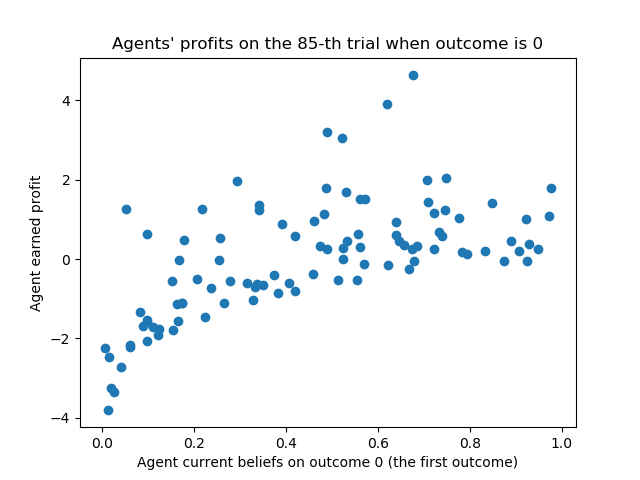 Agents' profits on the 85-th trial when outcome is 0
Agent earned profit
4
2
0
−2
−4
0.0 0.2 0.4 0.6 0.8 1.0
Agent current beliefs on outcome 0 (the first outcome)